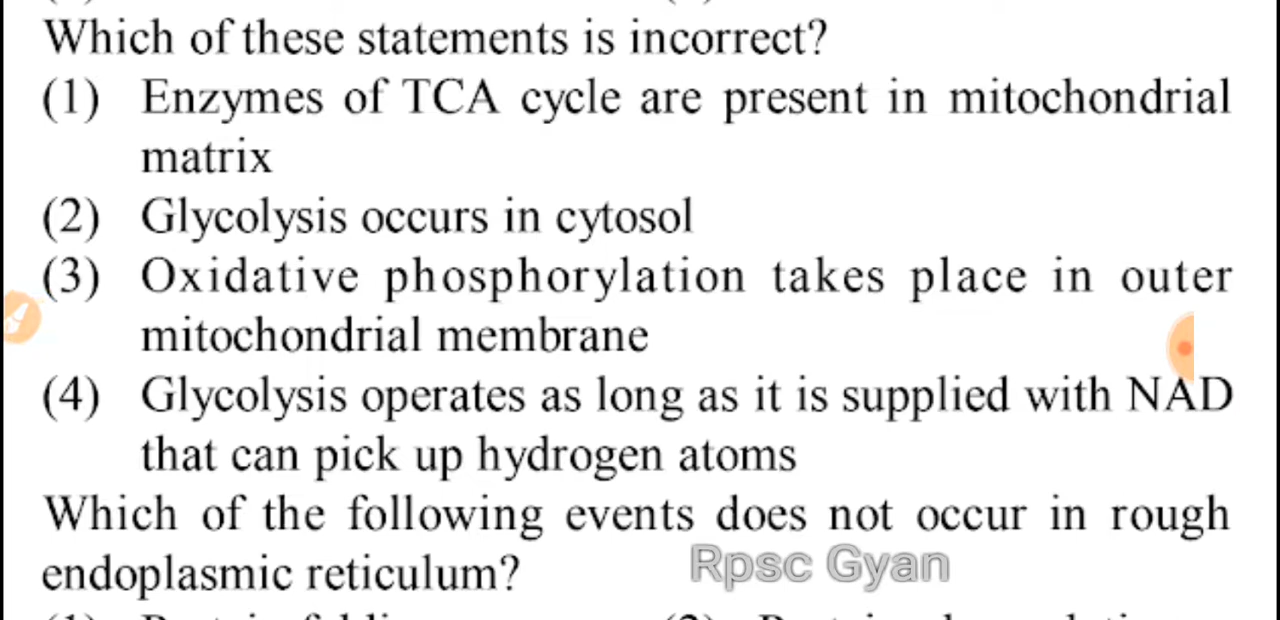 Which of these statements is incorrect?
(1) Enzymes of TCA cycle are present in mitochondrial
matrix
(2) Glycolysis occurs in cytosol
(3) Oxidative phosphorylation takes place in outer
mitochondrial membrane
(4) Glycolysis operates as long as it is supplied with NAD
that can pick up hydrogen atoms
Which of the following events does not occur in rough
endoplasmic reticulum?
Rpsc Gyan